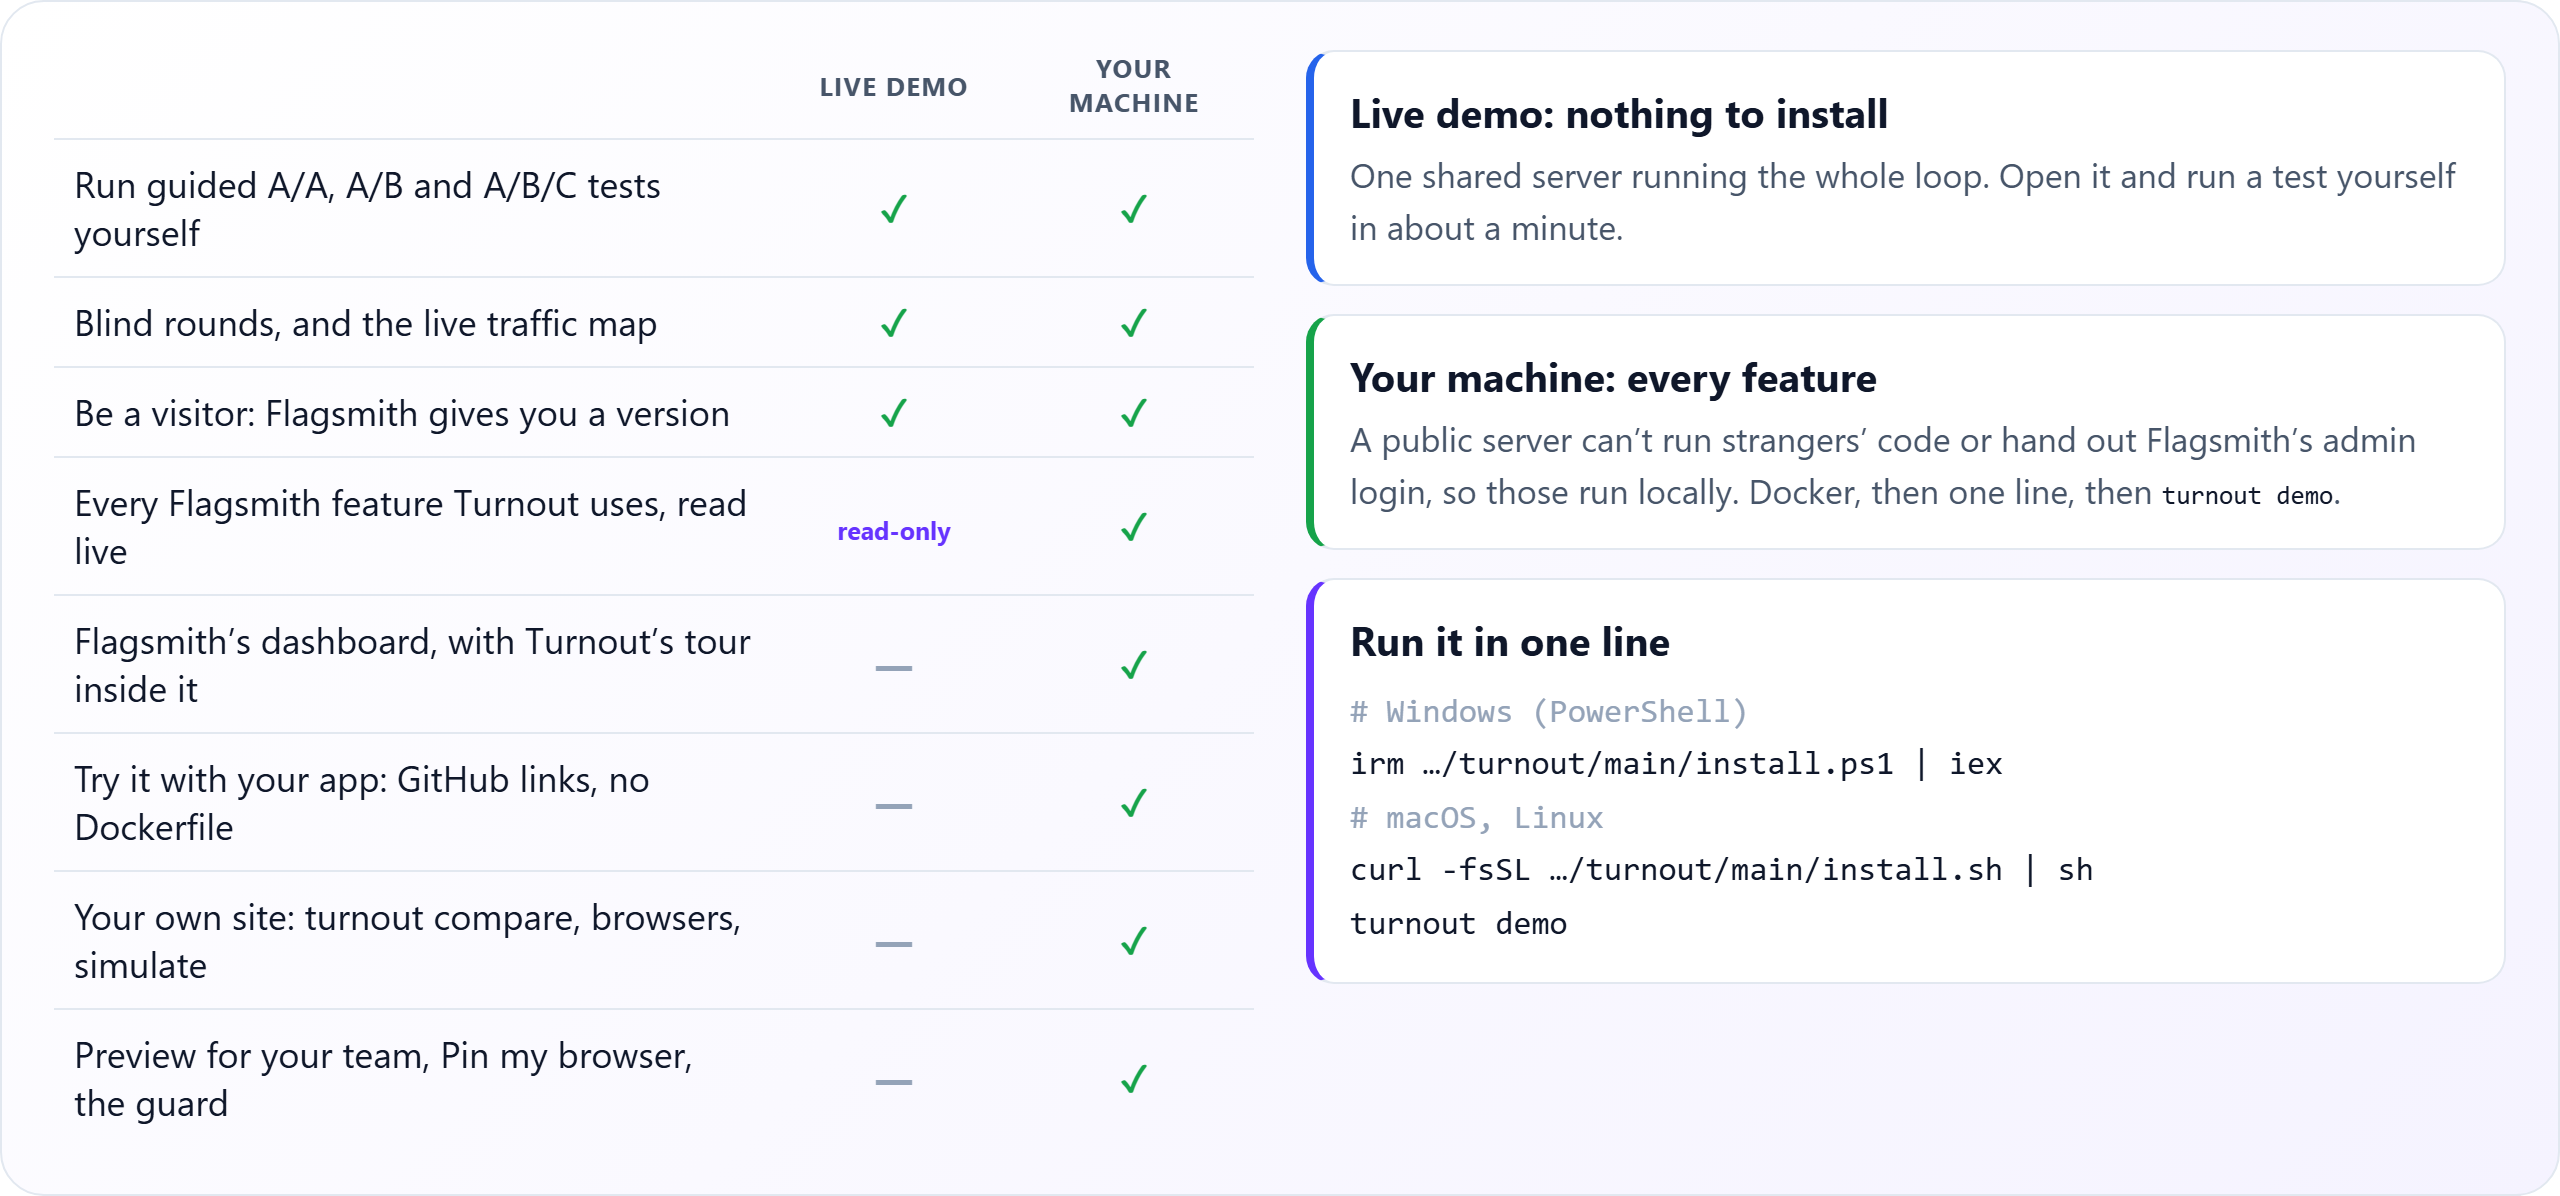 LIVE DEMO
YOUR
MACHINE
Run guided A/A, A/B and A/B/C tests
yourself
✓ ✓
Blind rounds, and the live traffic map
✓ ✓
Be a visitor: Flagsmith gives you a version
✓ ✓
Every Flagsmith feature Turnout uses, read
live
read-only ✓
Flagsmith’s dashboard, with Turnout’s tour
inside it
— ✓
Try it with your app: GitHub links, no
Dockerfile
— ✓
Your own site: turnout compare, browsers,
simulate
— ✓
Preview for your team, Pin my browser,
the guard
— ✓
Live demo: nothing to install
One shared server running the whole loop. Open it and run a test yourself
in about a minute.
Your machine: every feature
A public server can’t run strangers’ code or hand out Flagsmith’s admin
login, so those run locally. Docker, then one line, then turnout demo.
Run it in one line
# Windows (PowerShell)
irm …/turnout/main/install.ps1 | iex
# macOS, Linux
curl -fsSL …/turnout/main/install.sh | sh
turnout demo